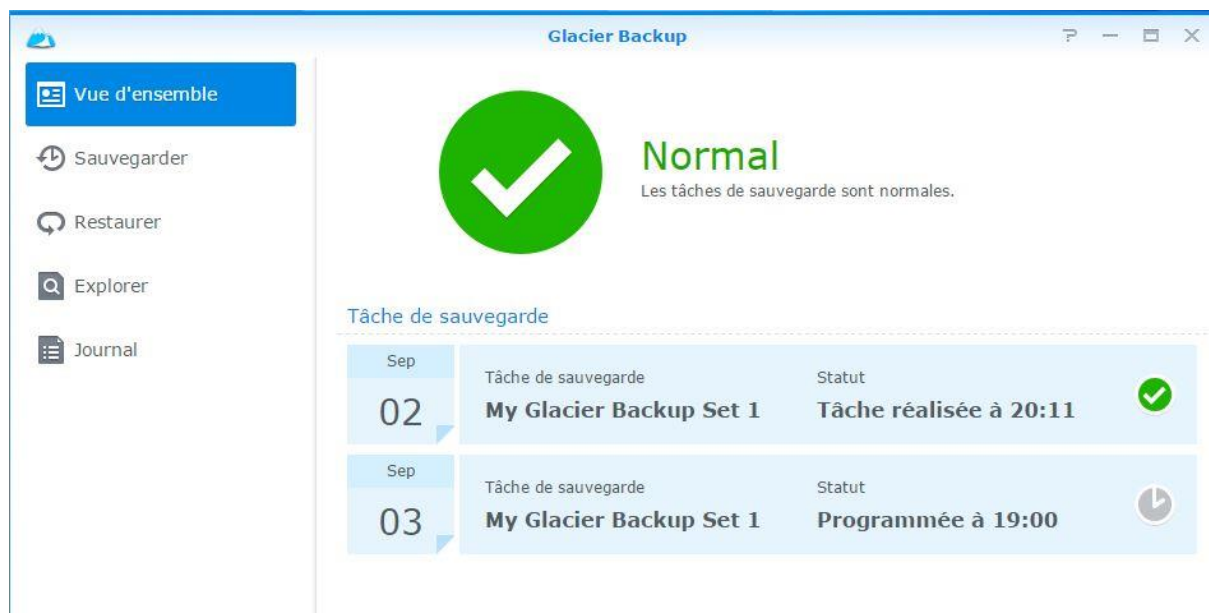 Glacier Backup
Vue d'ensemble
Sauvegarder
Restaurer
Explorer
Journal
Normal
Les tâches de sauvegarde sont normales.
Tâche de sauvegarde
Sep
02
Tâche de sauvegarde
My Glacier Backup Set 1
Statut
Tâche réalisée à 20:11
Sep
03
Tâche de sauvegarde
My Glacier Backup Set 1
Statut
Programmée à 19:00